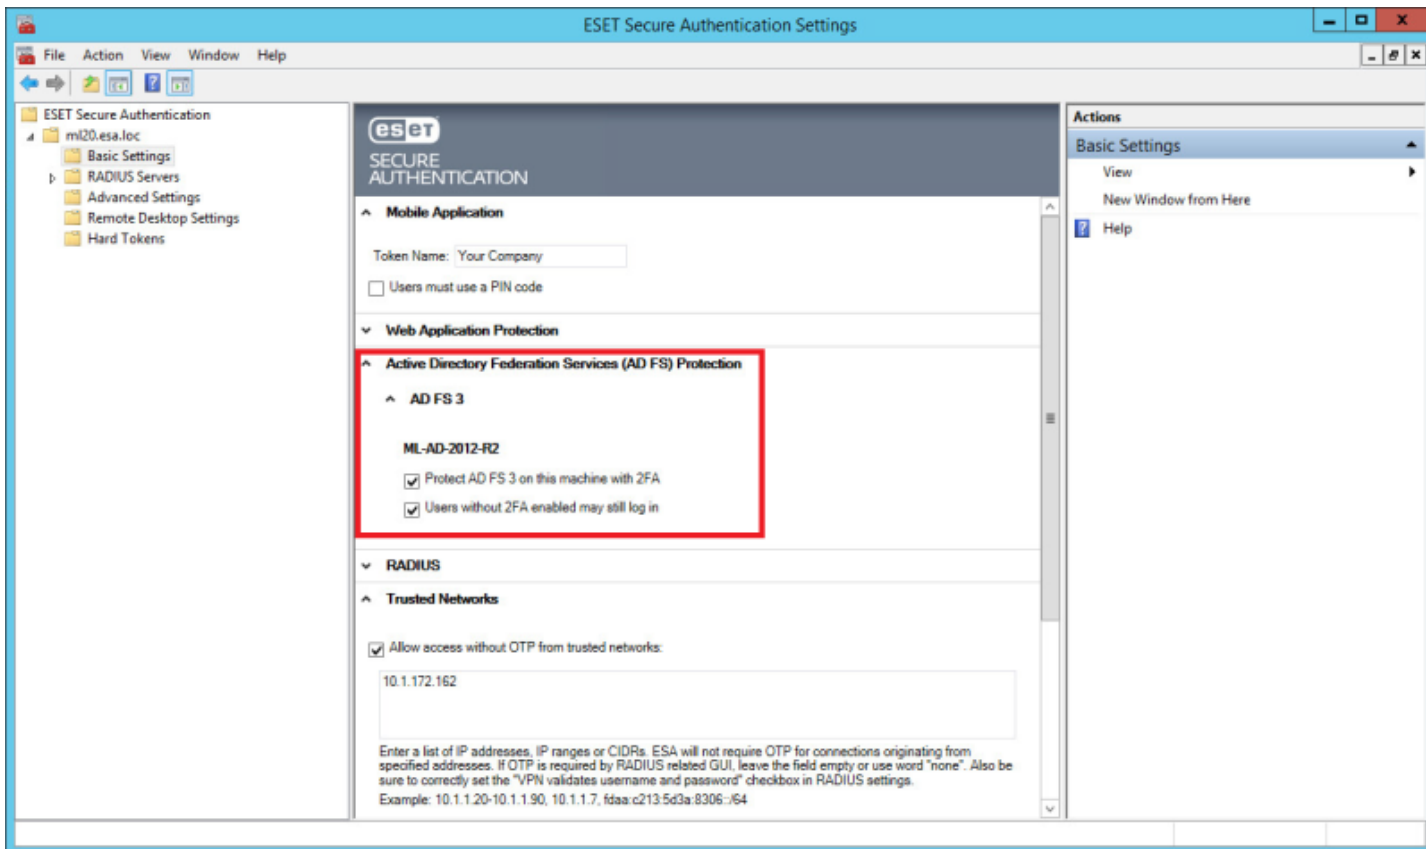 ESET Secure Authentication Settings
File Action View Window Help
ESET Secure Authentication
ml20.esa.loc
Basic Settings
RADIUS Servers
Advanced Settings
Remote Desktop Settings
Hard Tokens
eseT
SECURE
AUTHENTICATION
Mobile Application
Token Name: Your Company
Users must use a PIN code
Web Application Protection
Active Directory Federation Services (AD FS) Protection
AD FS 3
ML-AD-2012-R2
Protect AD FS 3 on this machine with 2FA
Users without 2FA enabled may still log in
RADIUS
Trusted Networks
Allow access without OTP from trusted networks:
10.1.172.162
Enter a list of IP addresses, IP ranges or CIDRs. ESA will not require OTP for connections originating from
specified addresses. If OTP is required by RADIUS related GUI, leave the field empty or use word "none". Also be
sure to correctly set the "VPN validates username and password" checkbox in RADIUS settings.
Example: 10.1.1.20-10.1.1.90, 10.1.1.7, fdaa:c213:5d3a:8306::/64
Actions
Basic Settings
View
New Window from Here
Help